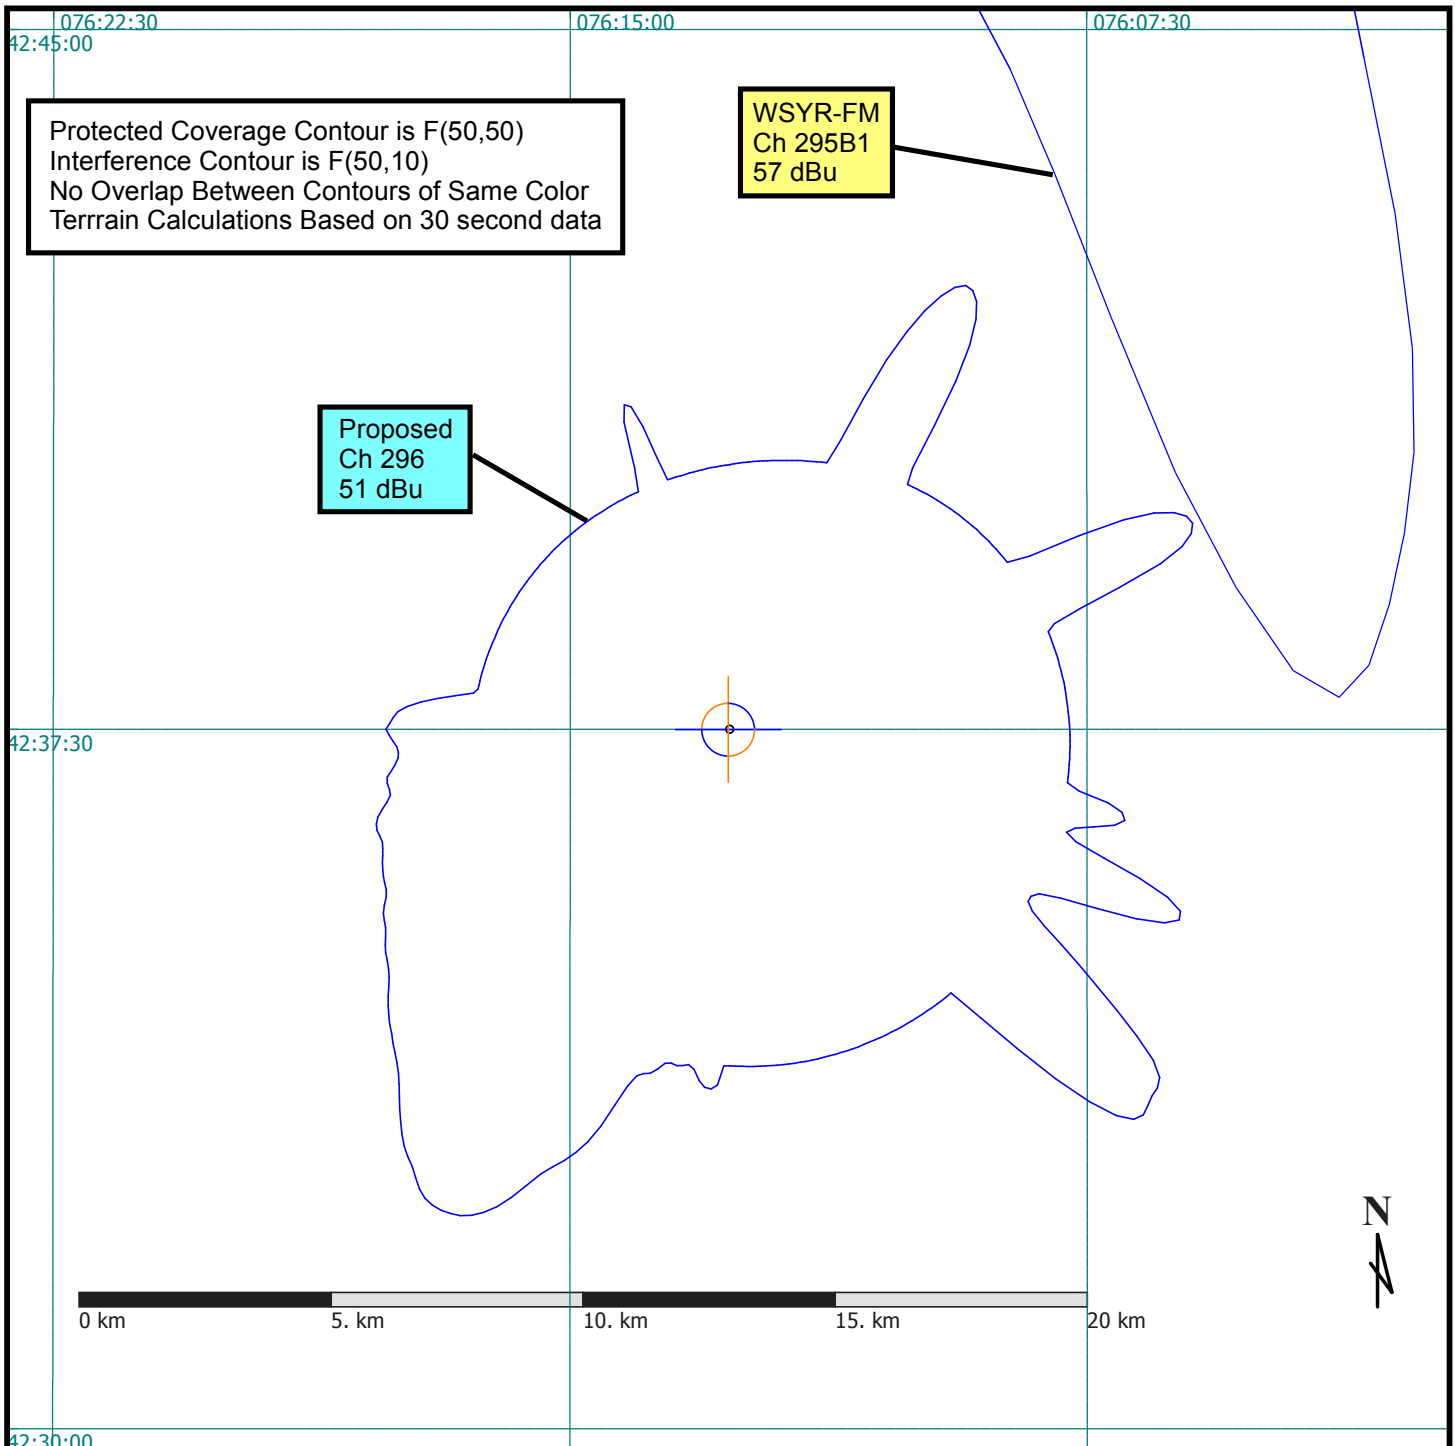 076:22:30
076:15:00
076:07:30
42:45:00
Protected Coverage Contour is F(50,50)
Interference Contour is F(50,10)
No Overlap Between Contours of Same Color
Terrrain Calculations Based on 30 second data
WSYR-FM
Ch 295B1
57 dBu
Proposed
Ch 296
51 dBu
42:37:30
N
0 km
5. km
10. km
15. km
20 km
42:30:00